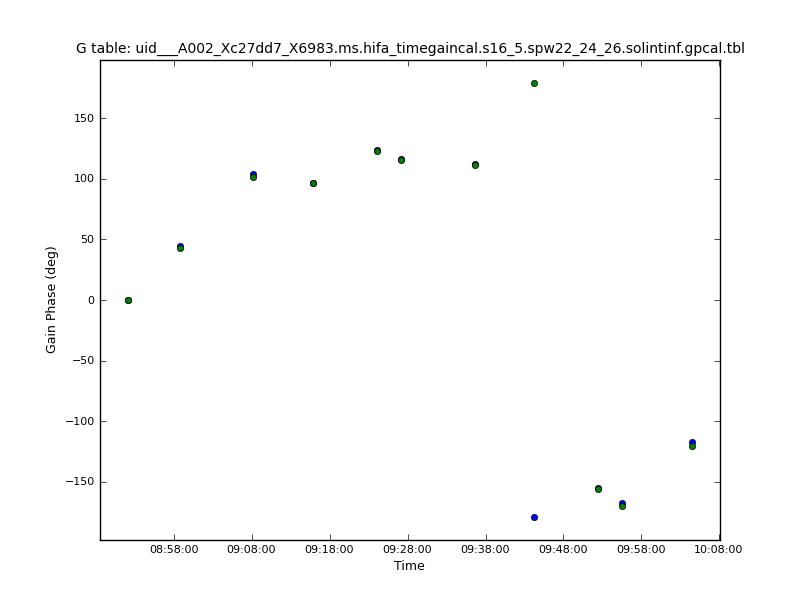 G table: uid___A002_Xc27dd7_X6983.ms.hifa_timegaincal.s16_5.spw22_24_26.solintinf.gpcal.tbl
150
100
50
0
−50
−100
−150
Gain Phase (deg)
08:58:00 09:08:00 09:18:00 09:28:00 09:38:00 09:48:00 09:58:00 10:08:00
Time